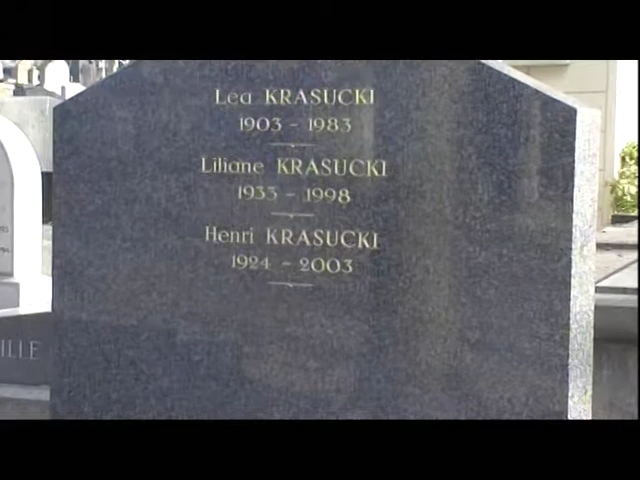 Lea KRASUCKI
1903 - 1983
Liliane KRASUCKI
1933 - 1998
Henri KRASUCKI
1924 - 2003